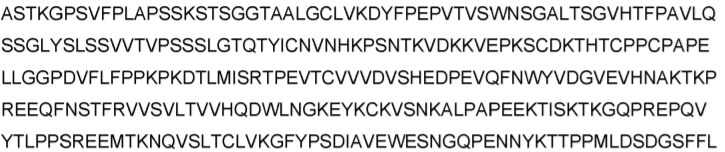 ASTKGPSVFPLAPSSKSTSGGTAALGCLVKDYFPEPVTVSWNSGALTSGVHTFPAVLQ
SSGLYSLSSVVTVPSSSLGTQTYICNVNHKPSNTKVDKKVEPKSCDKTHTCPPCPAPE
LLGGPDVFLFPPKPKDTLMISRTPEVTCVVVDVSHEDPEVQFNWYVDGVEVHNAKTKP
REEQFNSTFRVVSVLTVVHQDWLNGKEYKCKVSNKALPAPEEKTISKTKGQPREPQV
YTLPPSREEMTKNQVSLTCLVKGFYPSDIAVEWESNGQPENNYKTTPPMLDSDGSFFL